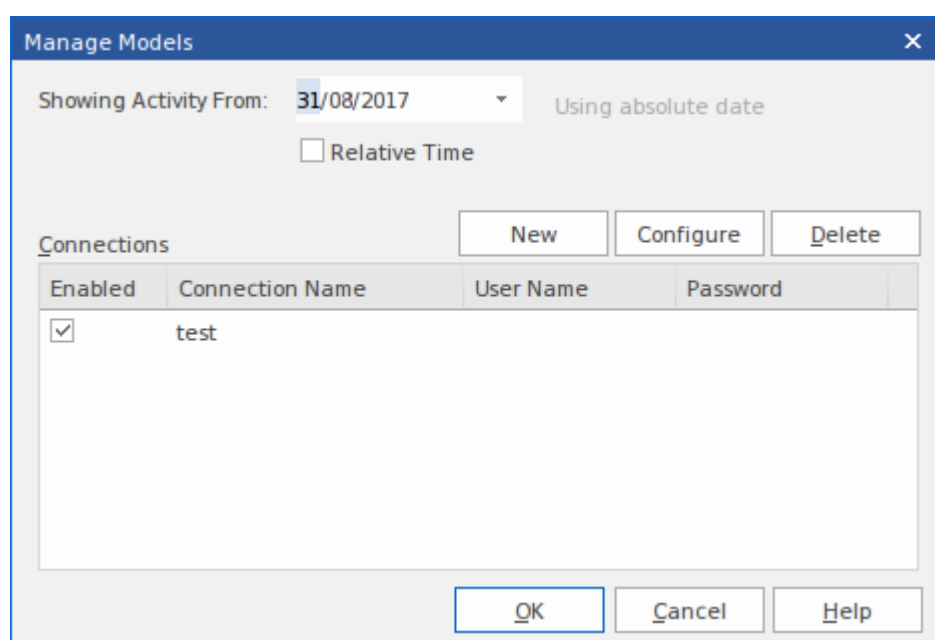 Manage Models
Showing Activity From: 31/08/2017 Using absolute date
Relative Time
Connections New Configure Delete
Enabled Connection Name User Name Password
test
OK Cancel Help